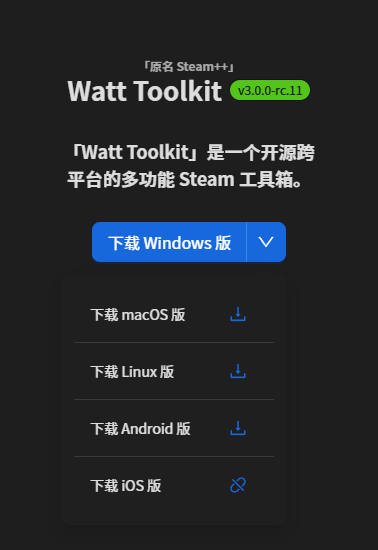 「原名 Steam++」
Watt Toolkit v3.0.0-rc.11
「Watt Toolkit」是一个开源跨
平台的多功能 Steam 工具箱。
下载 Windows 版
下载 macOS 版
下载 Linux 版
下载 Android 版
下载 iOS 版